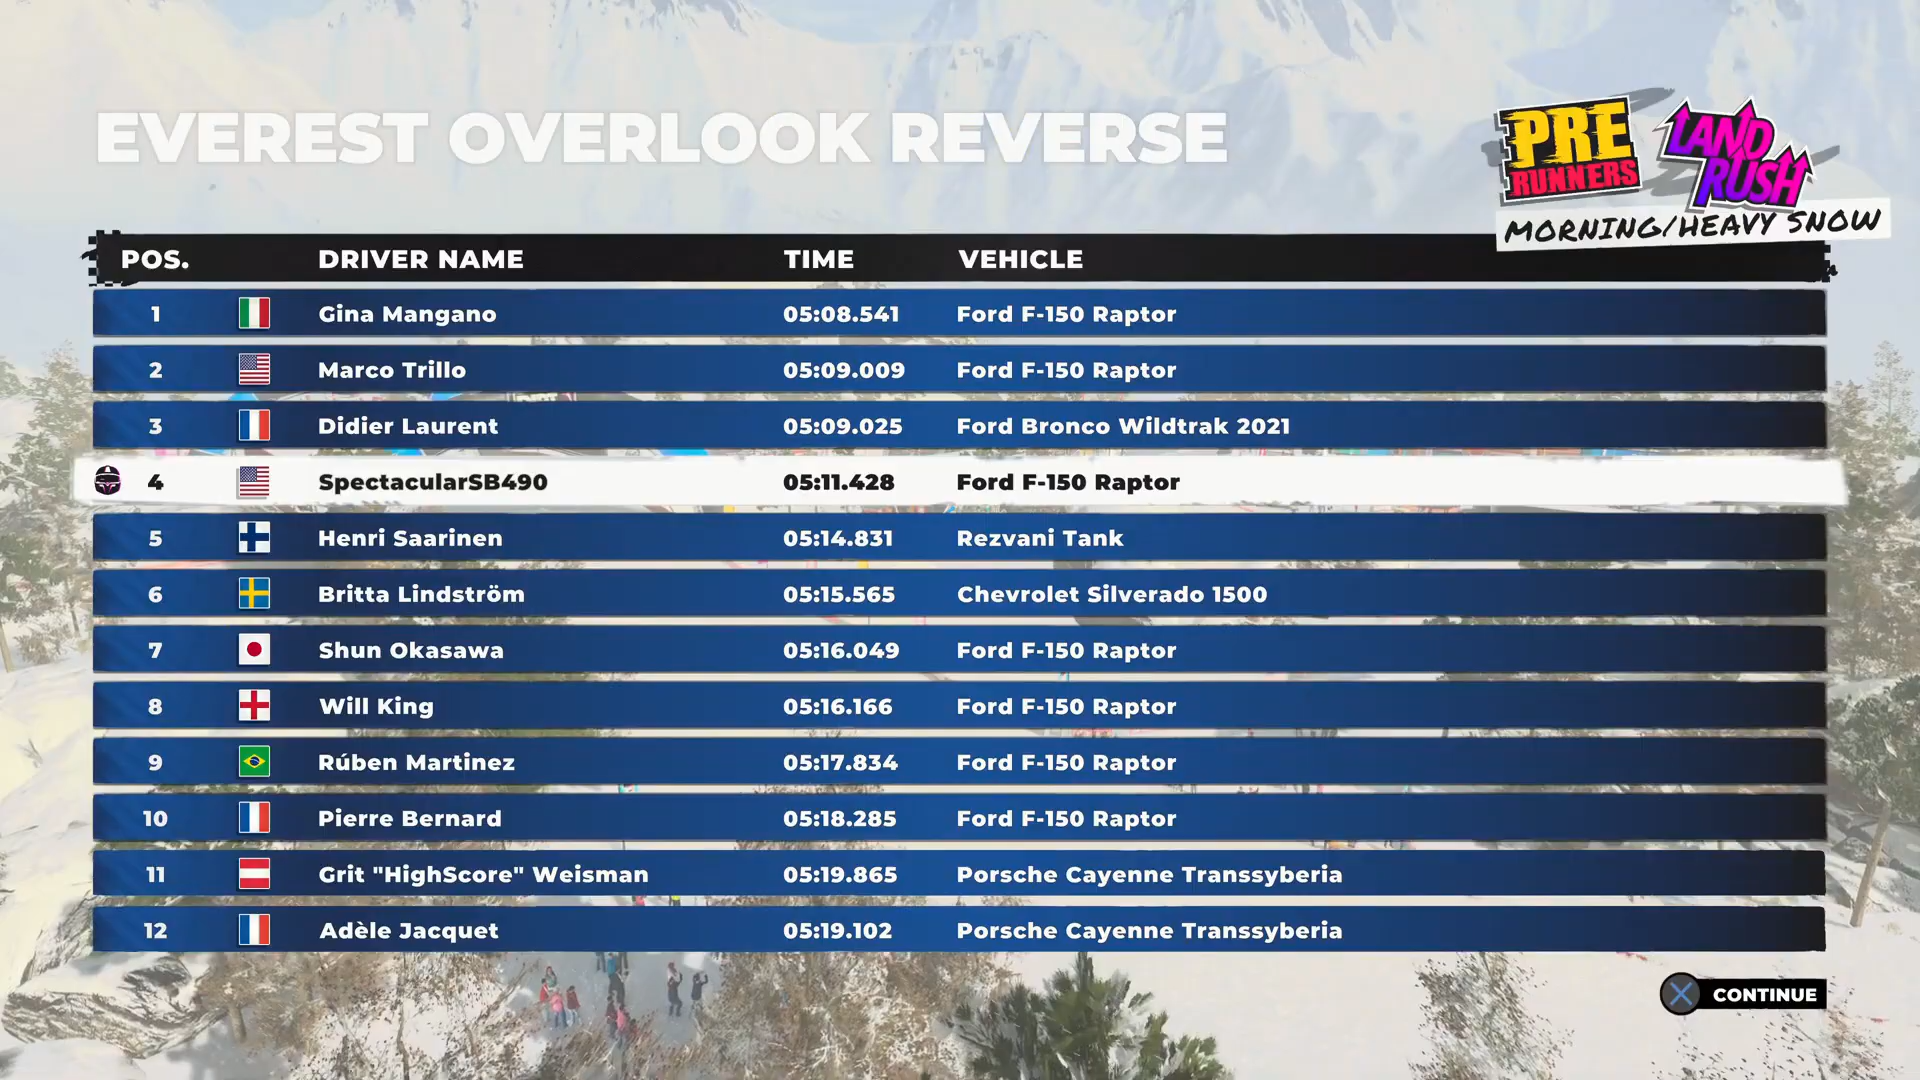 EVEREST OVERLOOK REVERSE
PRE RUNNERS
LAND RUSH
MORNING/HEAVY SNOW
POS. DRIVER NAME TIME VEHICLE
1 Gina Mangano 05:08.541 Ford F-150 Raptor
2 Marco Trillo 05:09.009 Ford F-150 Raptor
3 Didier Laurent 05:09.025 Ford Bronco Wildtrak 2021
4 SpectacularSB490 05:11.428 Ford F-150 Raptor
5 Henri Saarinen 05:14.831 Rezvani Tank
6 Britta Lindström 05:15.565 Chevrolet Silverado 1500
7 Shun Okasawa 05:16.049 Ford F-150 Raptor
8 Will King 05:16.166 Ford F-150 Raptor
9 Rúben Martinez 05:17.834 Ford F-150 Raptor
10 Pierre Bernard 05:18.285 Ford F-150 Raptor
11 Grit "HighScore" Weisman 05:19.865 Porsche Cayenne Transsyberia
12 Adèle Jacquet 05:19.102 Porsche Cayenne Transsyberia
CONTINUE